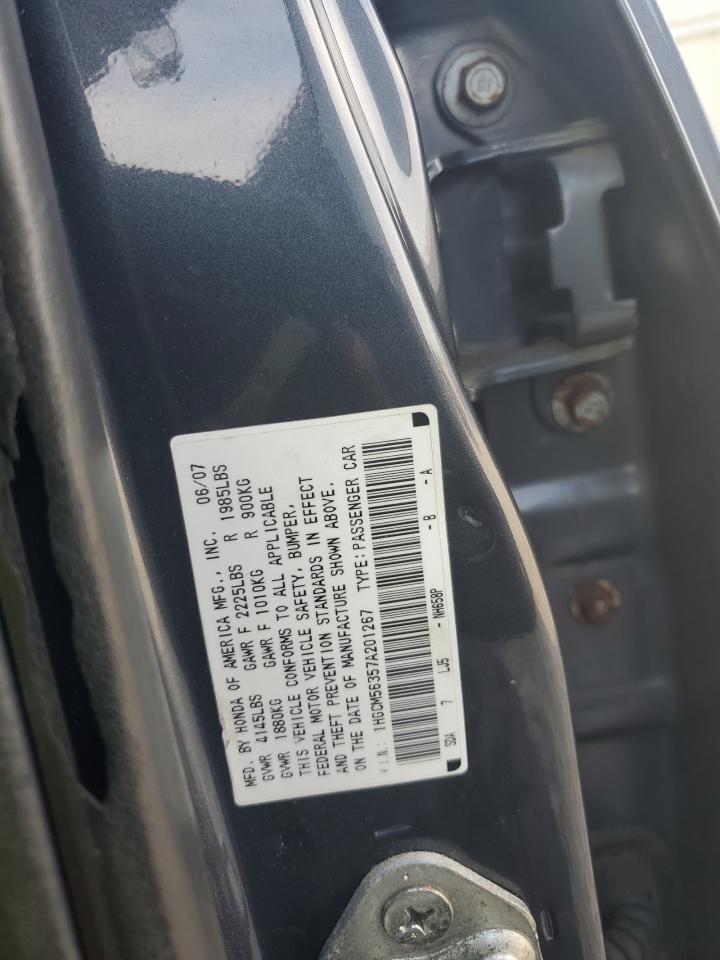 MFD. BY HONDA OF AMERICA MFG., INC. 06/07
GVWR 4145LBS GAWR F 2225LBS R 1985LBS
GVWR 1880KG GAWR F 1010KG R 900KG
THIS VEHICLE CONFORMS TO ALL APPLICABLE
FEDERAL MOTOR VEHICLE SAFETY, BUMPER,
AND THEFT PREVENTION STANDARDS IN EFFECT
ON THE DATE OF MANUFACTURE SHOWN ABOVE.
V.I.N.: 1HGCM56357A201267 TYPE:PASSENGER CAR
SDA 7 LJ5 - NH658P - B - A